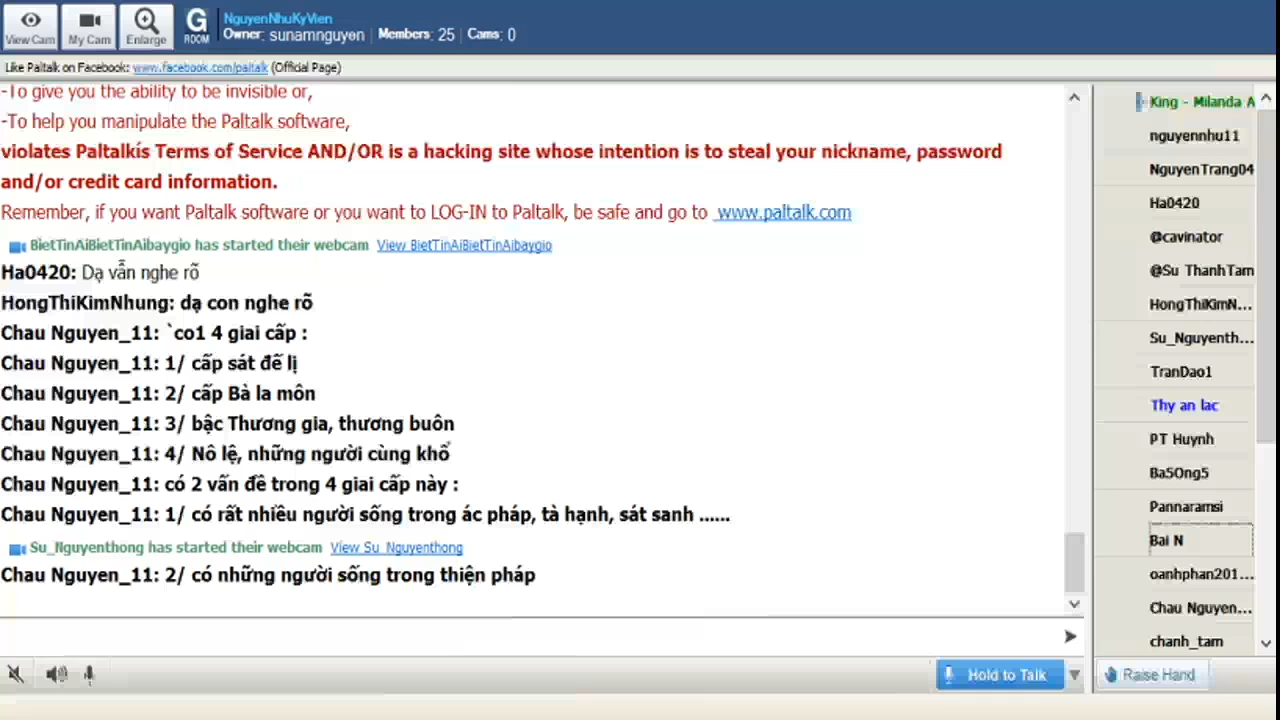 View Cam
My Cam
Enlarge
G
ROOM
NguyenNhuKyVien
Owner: sunamnguyen | Members: 25 | Cams: 0
Like Paltalk on Facebook: www.facebook.com/paltalk (Official Page)
-To give you the ability to be invisible or,
-To help you manipulate the Paltalk software,
violates Paltalkís Terms of Service AND/OR is a hacking site whose intention is to steal your nickname, password
and/or credit card information.
Remember, if you want Paltalk software or you want to LOG-IN to Paltalk, be safe and go to www.paltalk.com
BietTinAiBietTinAibaygio has started their webcam View BietTinAiBietTinAibaygio
Ha0420: Dạ vẫn nghe rõ
HongThiKimNhung: dạ con nghe rõ
Chau Nguyen_11: `co1 4 giai cấp :
Chau Nguyen_11: 1/ cấp sát đế lị
Chau Nguyen_11: 2/ cấp Bà la môn
Chau Nguyen_11: 3/ bậc Thương gia, thương buôn
Chau Nguyen_11: 4/ Nô lệ, những người cùng khổ
Chau Nguyen_11: có 2 vấn đề trong 4 giai cấp này :
Chau Nguyen_11: 1/ có rất nhiều người sống trong ác pháp, tà hạnh, sát sanh ......
Su_Nguyenthong has started their webcam View Su_Nguyenthong
Chau Nguyen_11: 2/ có những người sống trong thiện pháp
King - Milanda A
nguyennhu11
NguyenTrang04
Ha0420
@cavinator
@Su ThanhTam
HongThiKimN...
Su_Nguyenth...
TranDao1
Thy an lac
PT Huynh
Ba5Ong5
Pannaramsi
Bai N
oanhphan201...
Chau Nguyen...
chanh_tam
Hold to Talk
Raise Hand